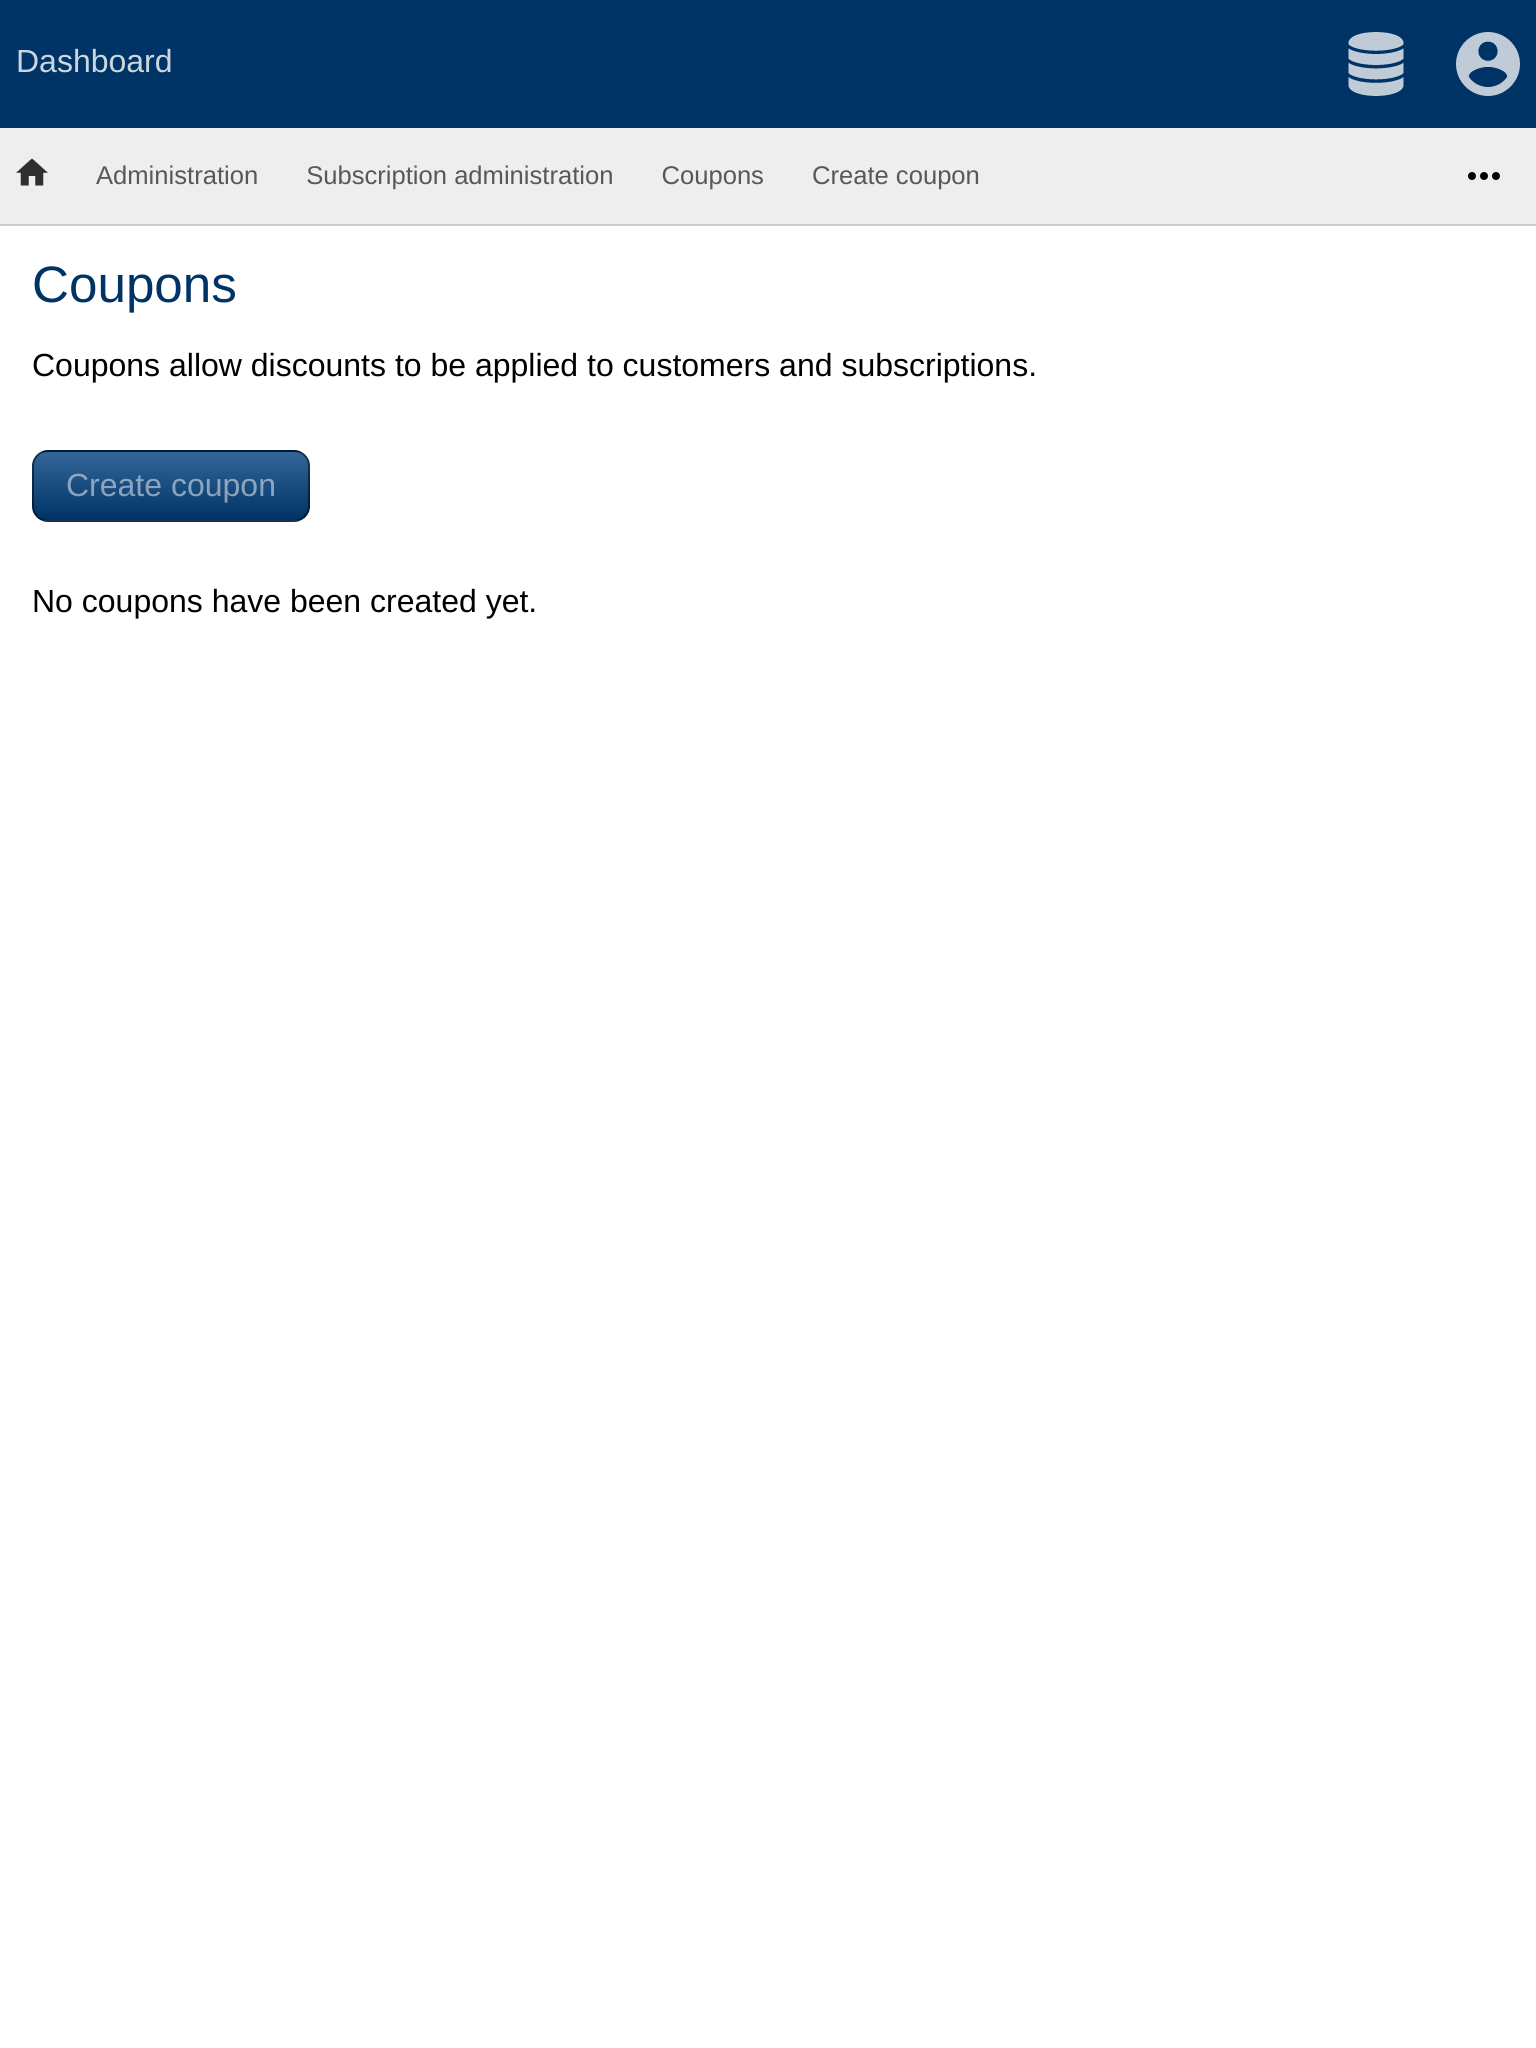 Dashboard
Administration Subscription administration Coupons Create coupon
Coupons
Coupons allow discounts to be applied to customers and subscriptions.
Create coupon
No coupons have been created yet.